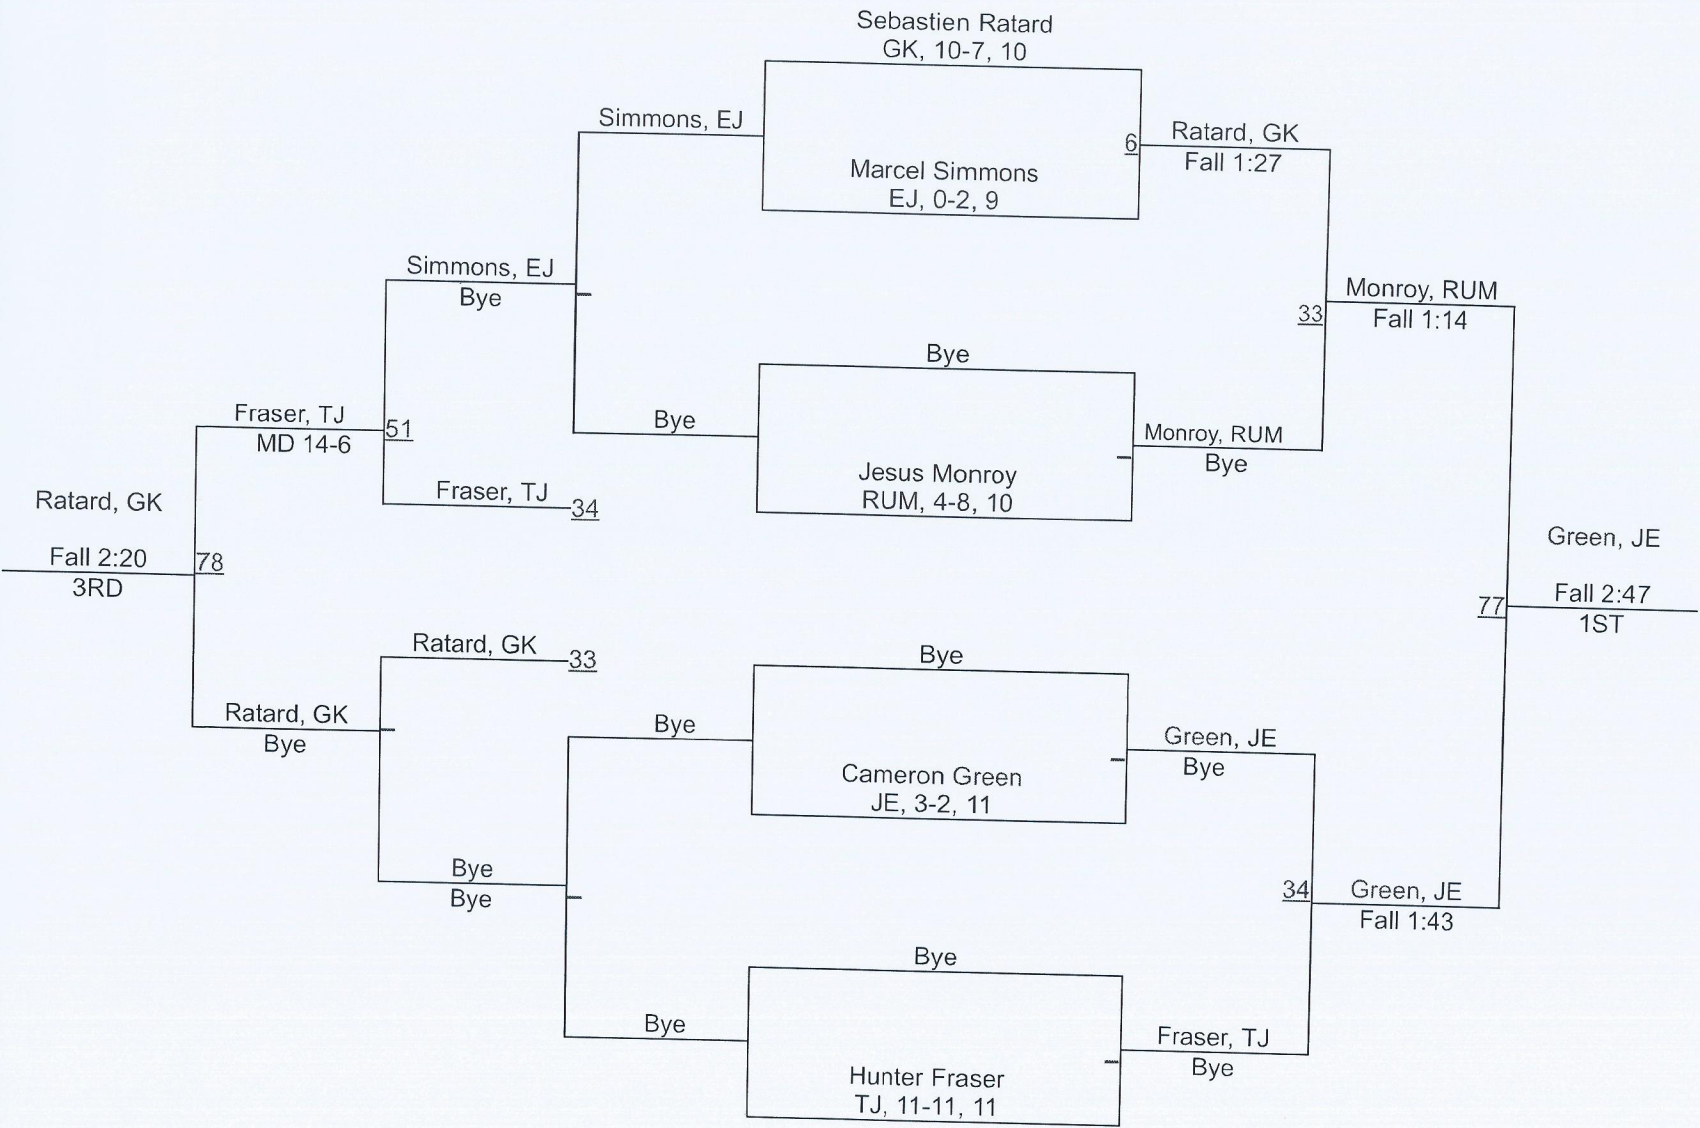 Sebastien Ratard
GK, 10-7, 10
Simmons, EJ
6
Ratard, GK
Fall 1:27
Marcel Simmons
EJ, 0-2, 9
Simmons, EJ
Bye
Monroy, RUM
33
Fall 1:14
Bye
Fraser, TJ
51
MD 14-6
Bye
Monroy, RUM
Bye
Jesus Monroy
RUM, 4-8, 10
Fraser, TJ
34
Ratard, GK
Fall 2:20
78
3RD
Green, JE
Fall 2:47
77
1ST
Ratard, GK
33
Bye
Ratard, GK
Bye
Bye
Green, JE
Bye
Cameron Green
JE, 3-2, 11
Bye
Bye
34
Green, JE
Fall 1:43
Bye
Bye
Fraser, TJ
Bye
Hunter Fraser
TJ, 11-11, 11